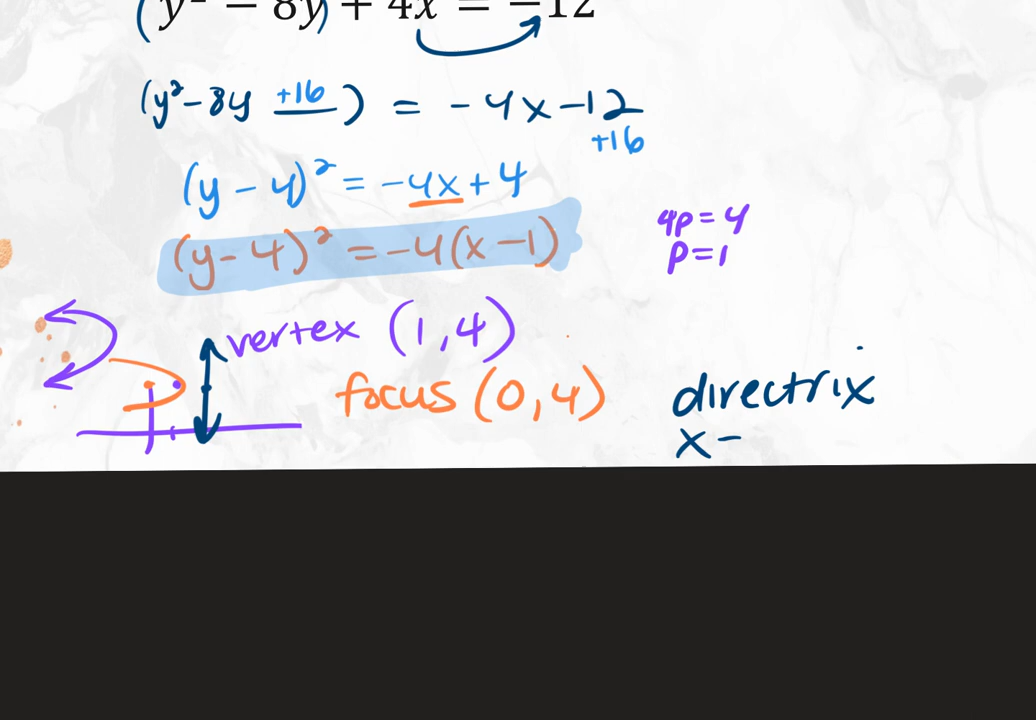 (y² − 8y) + 4x = −12
(y² - 8y +16) = -4x - 12
+16
(y - 4)² = -4x + 4
(y - 4)² = -4(x - 1)
4p = 4
p = 1
vertex (1, 4)
focus (0, 4)
directrix
x -